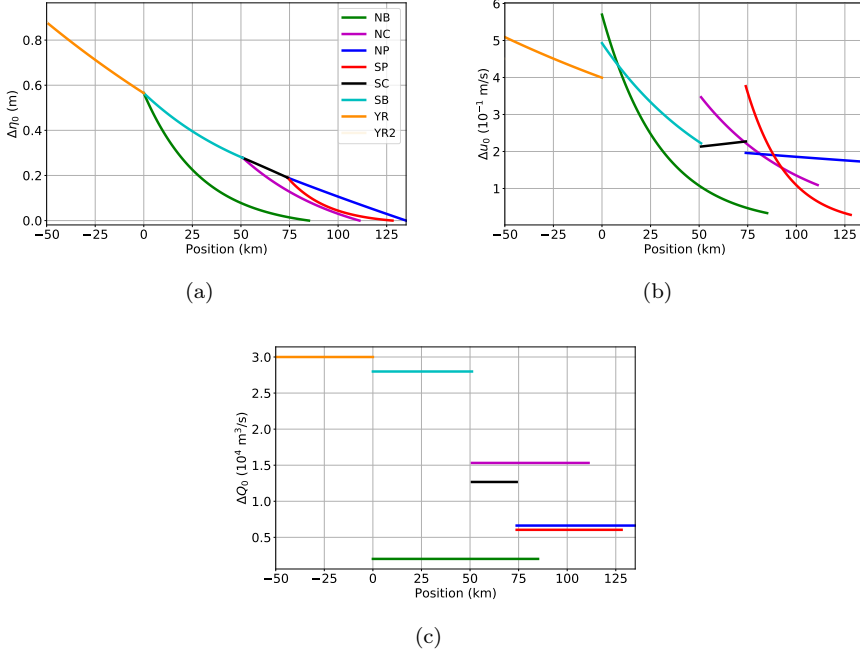 0.8
0.6
0.4
0.2
0.0
Δη₀ (m)
−50 −25 0 25 50 75 100 125
Position (km)
NB
NC
NP
SP
SC
SB
YR
YR2
(a)
6
5
4
3
2
1
Δu₀ (10⁻¹ m/s)
−50 −25 0 25 50 75 100 125
Position (km)
(b)
3.0
2.5
2.0
1.5
1.0
0.5
ΔQ₀ (10⁴ m³/s)
−50 −25 0 25 50 75 100 125
Position (km)
(c)